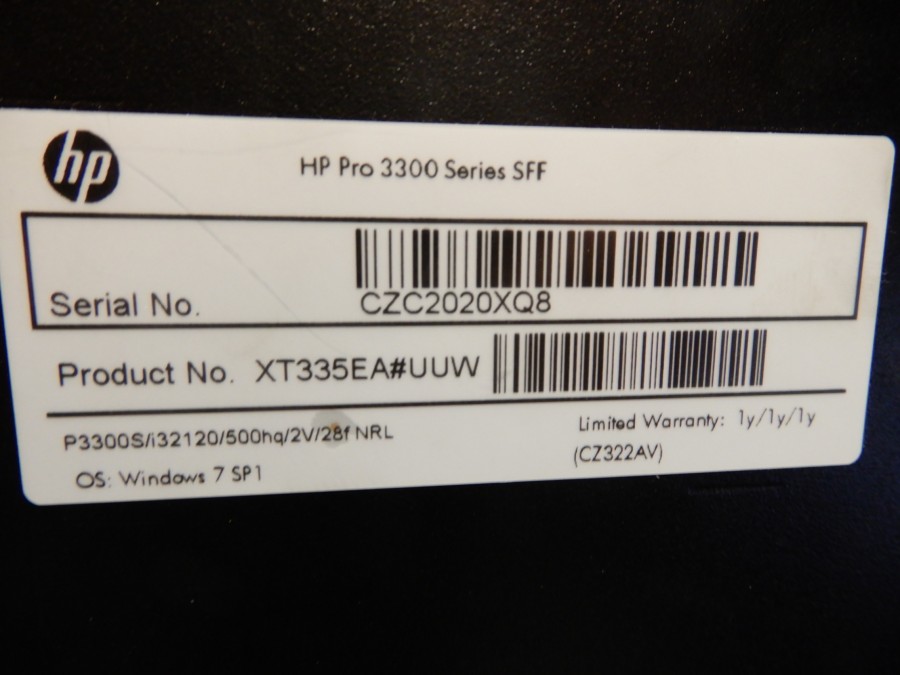 hp
HP Pro 3300 Series SFF
Serial No. CZC2020XQ8
Product No. XT335EA#UUW
P3300S/i32120/500hq/2V/28f NRL
Limited Warranty: 1y/1y/1y
OS: Windows 7 SP1
(CZ322AV)